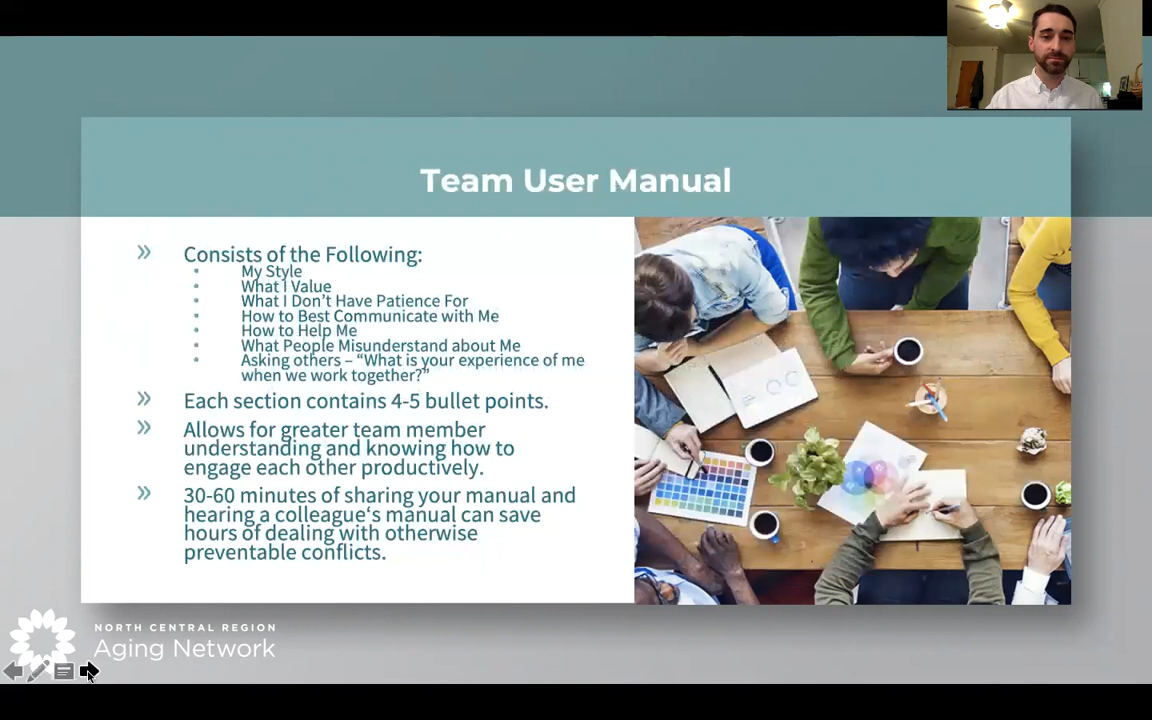 Team User Manual
» Consists of the Following:
• My Style
• What I Value
• What I Don’t Have Patience For
• How to Best Communicate with Me
• How to Help Me
• What People Misunderstand about Me
• Asking others – “What is your experience of me
when we work together?”
» Each section contains 4-5 bullet points.
» Allows for greater team member
understanding and knowing how to
engage each other productively.
» 30-60 minutes of sharing your manual and
hearing a colleague‘s manual can save
hours of dealing with otherwise
preventable conflicts.
NORTH CENTRAL REGION
Aging Network